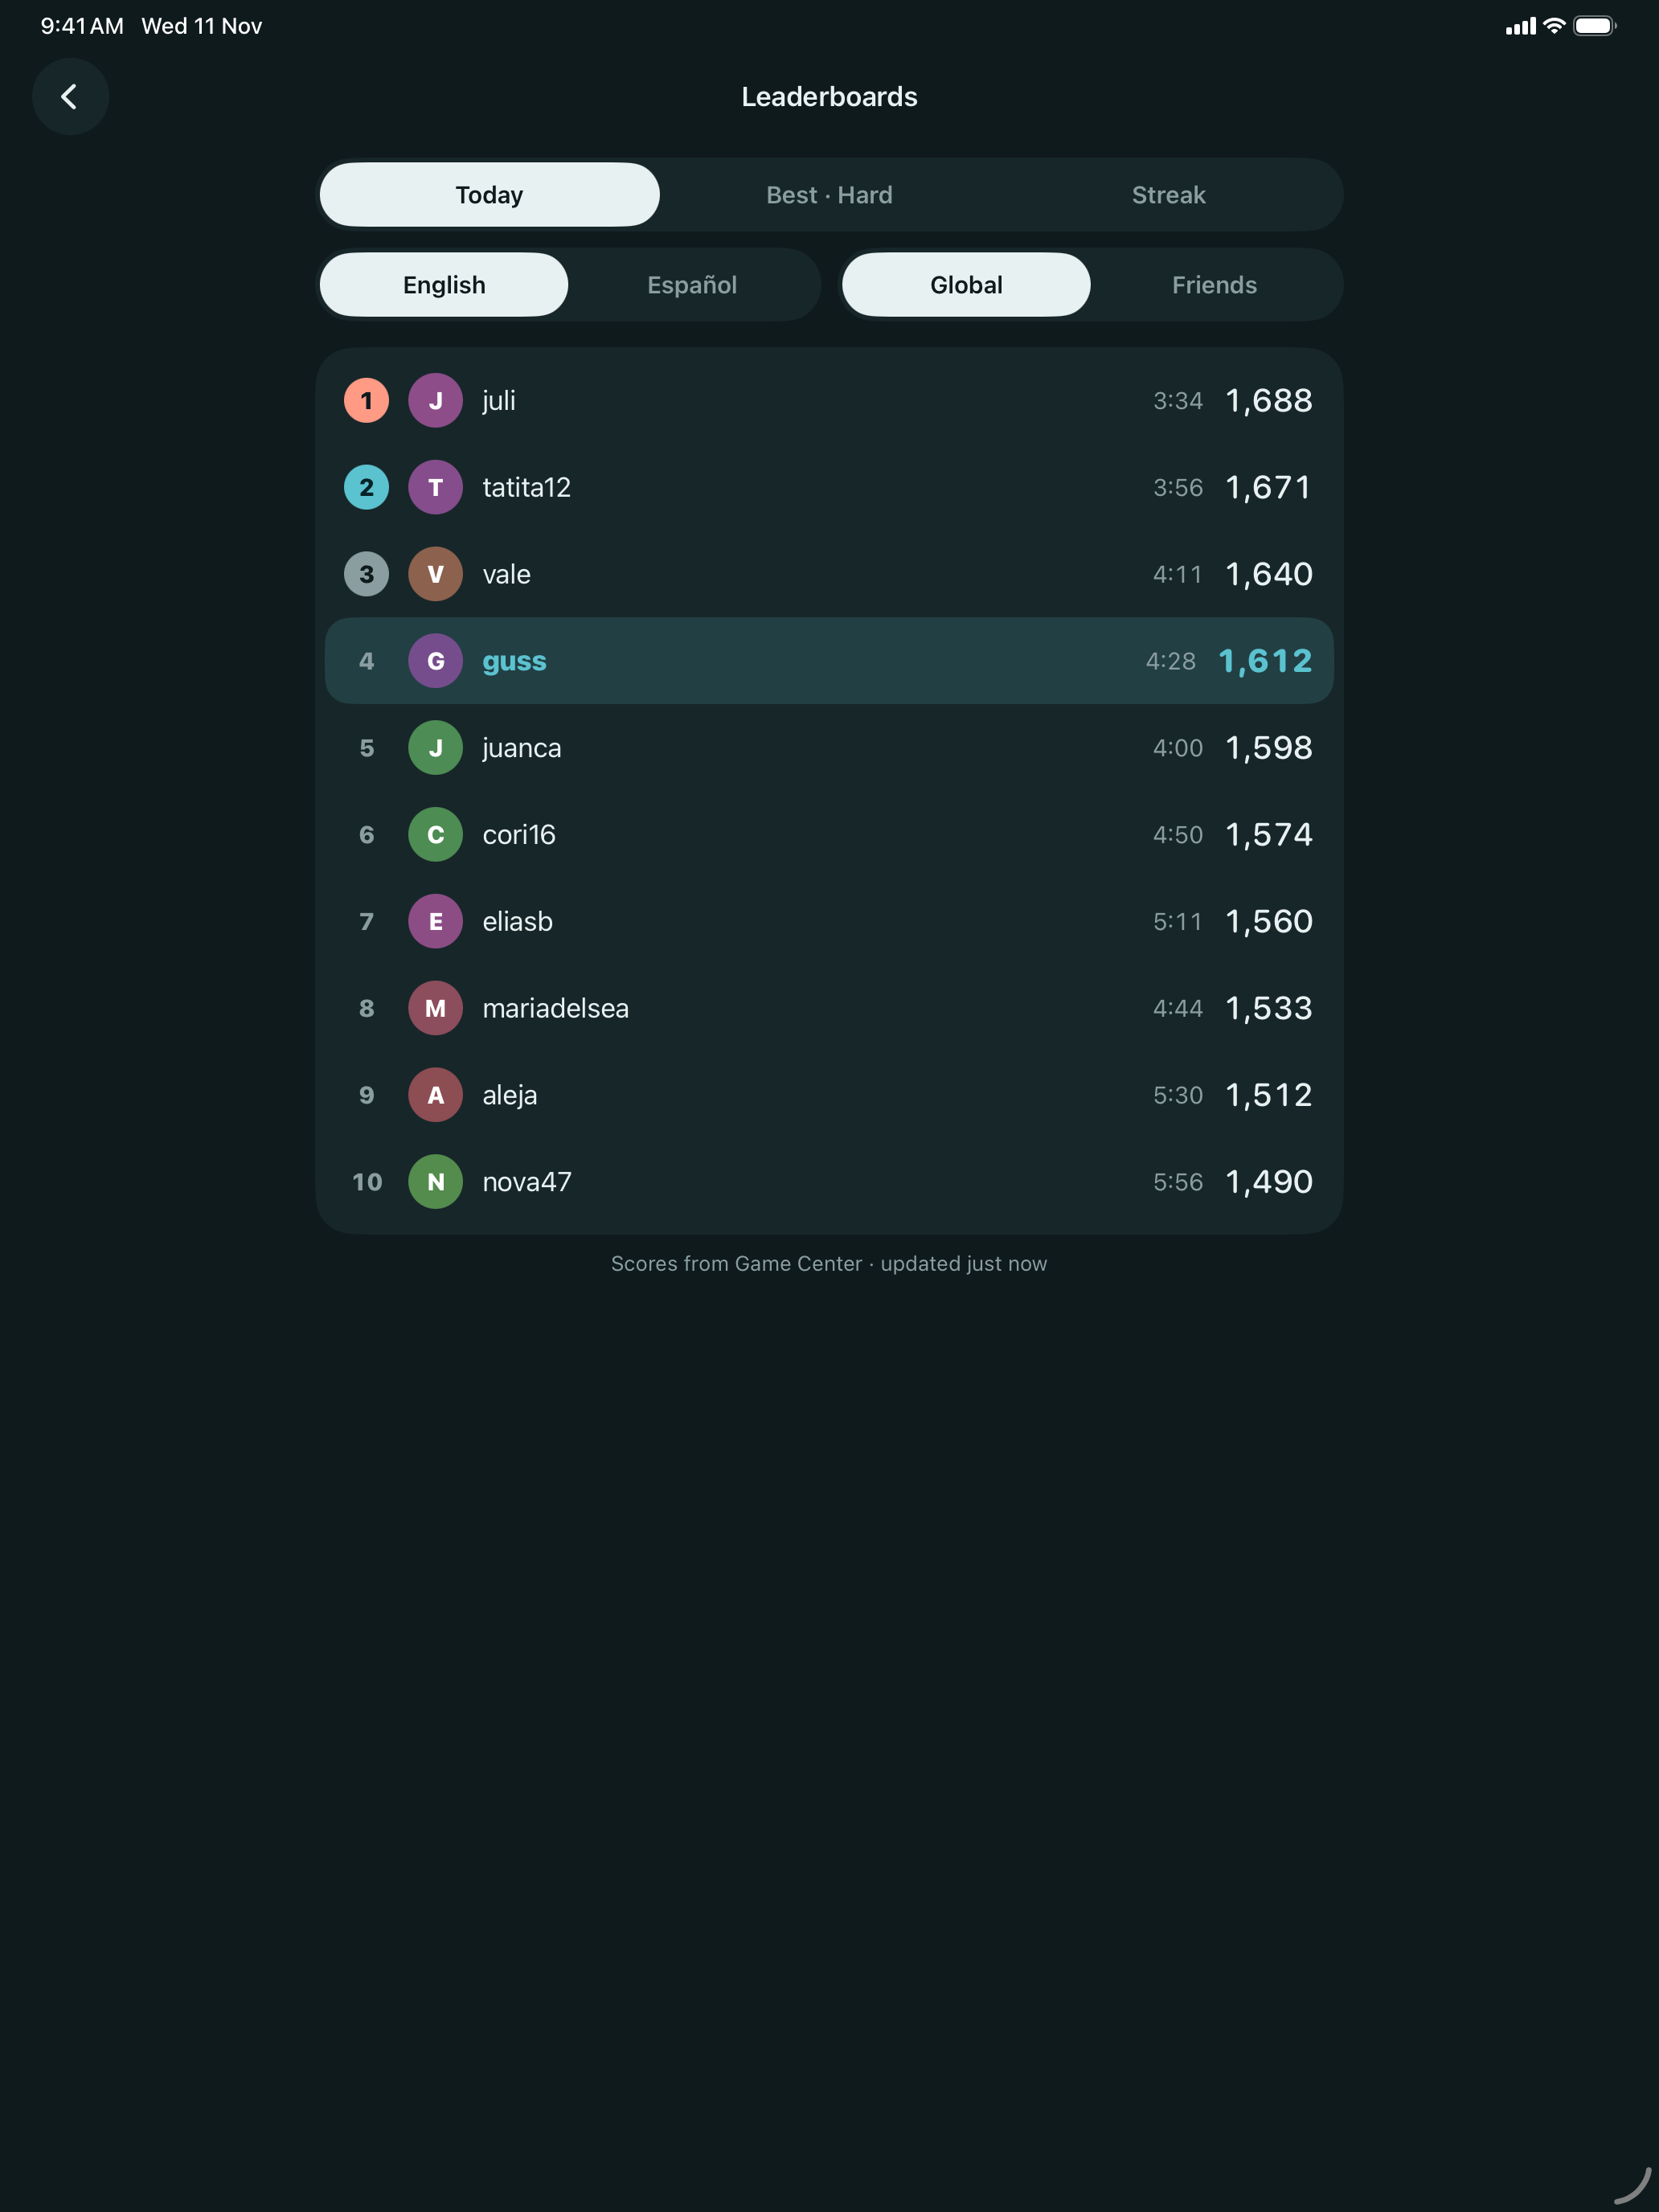 9:41 AM Wed 11 Nov
Leaderboards
Today Best · Hard Streak
English Español Global Friends
1 J juli 3:34 1,688
2 T tatita12 3:56 1,671
3 V vale 4:11 1,640
4 G guss 4:28 1,612
5 J juanca 4:00 1,598
6 C cori16 4:50 1,574
7 E eliasb 5:11 1,560
8 M mariadelsea 4:44 1,533
9 A aleja 5:30 1,512
10 N nova47 5:56 1,490
Scores from Game Center · updated just now